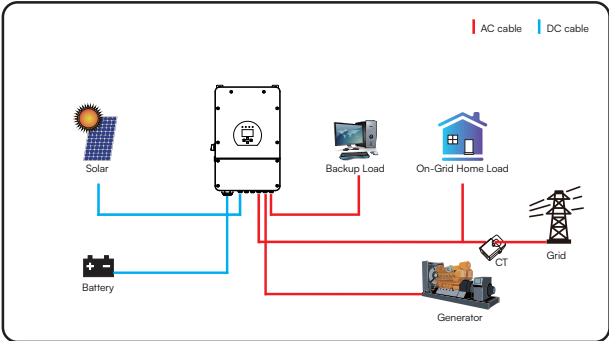 AC cable
DC cable
Solar
Backup Load
On-Grid Home Load
CT
Grid
Battery
Generator